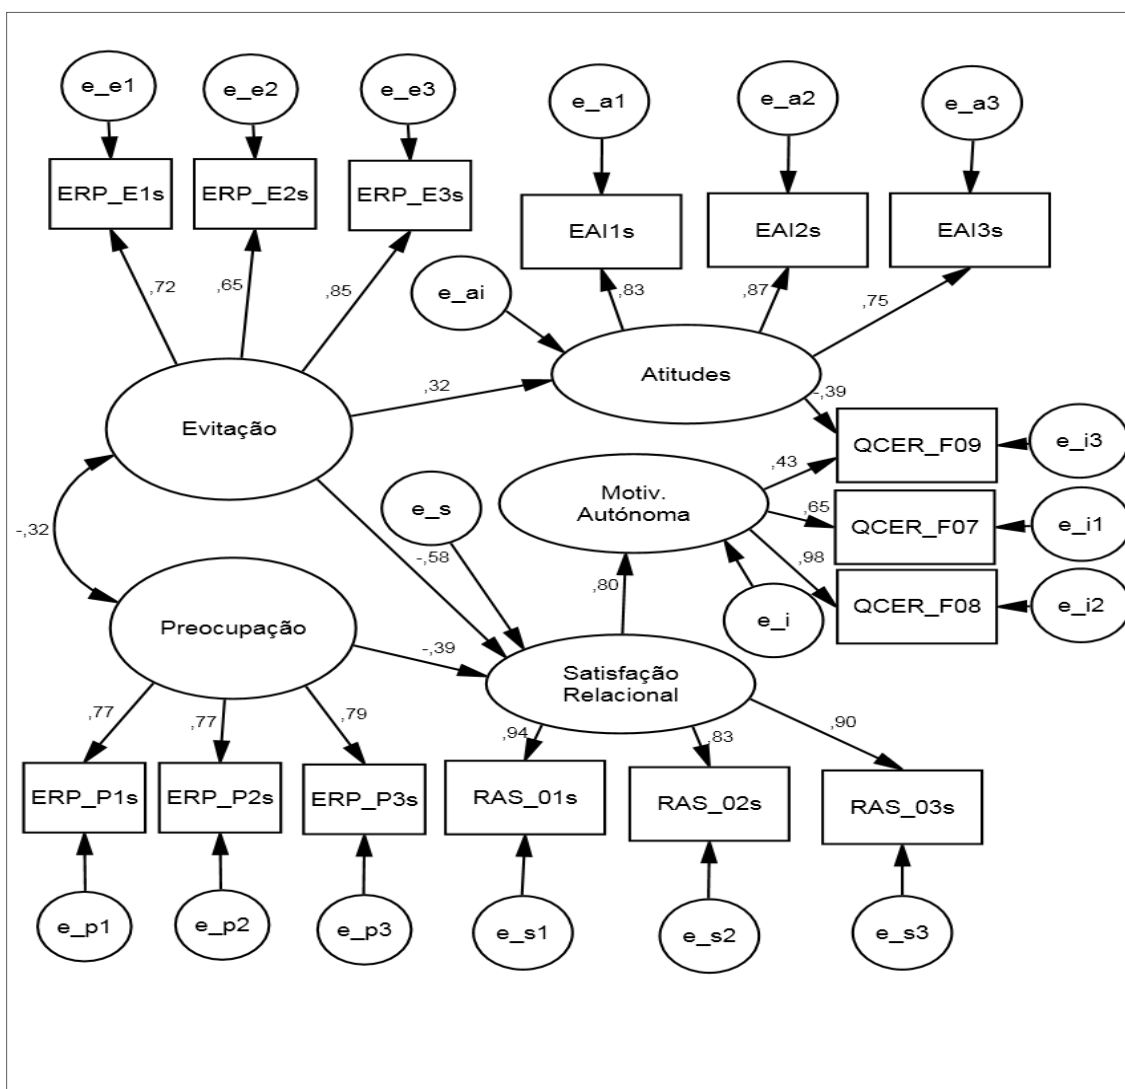 e_e1
e_e2
e_e3
e_a1
e_a2
e_a3
ERP_E1s
ERP_E2s
ERP_E3s
EAI1s
EAI2s
EAI3s
,72
,65
,85
e_ai
,83
,87
,75
Atitudes
,32
-,39
Evitação
QCER_F09
e_i3
,43
Motiv.
Autónoma
e_s
,65
QCER_F07
e_i1
-,32
-,58
,98
,80
QCER_F08
e_i2
e_i
Preocupação
-,39
Satisfação
Relacional
,77
,77
,79
,94
,83
,90
ERP_P1s
ERP_P2s
ERP_P3s
RAS_01s
RAS_02s
RAS_03s
e_p1
e_p2
e_p3
e_s1
e_s2
e_s3